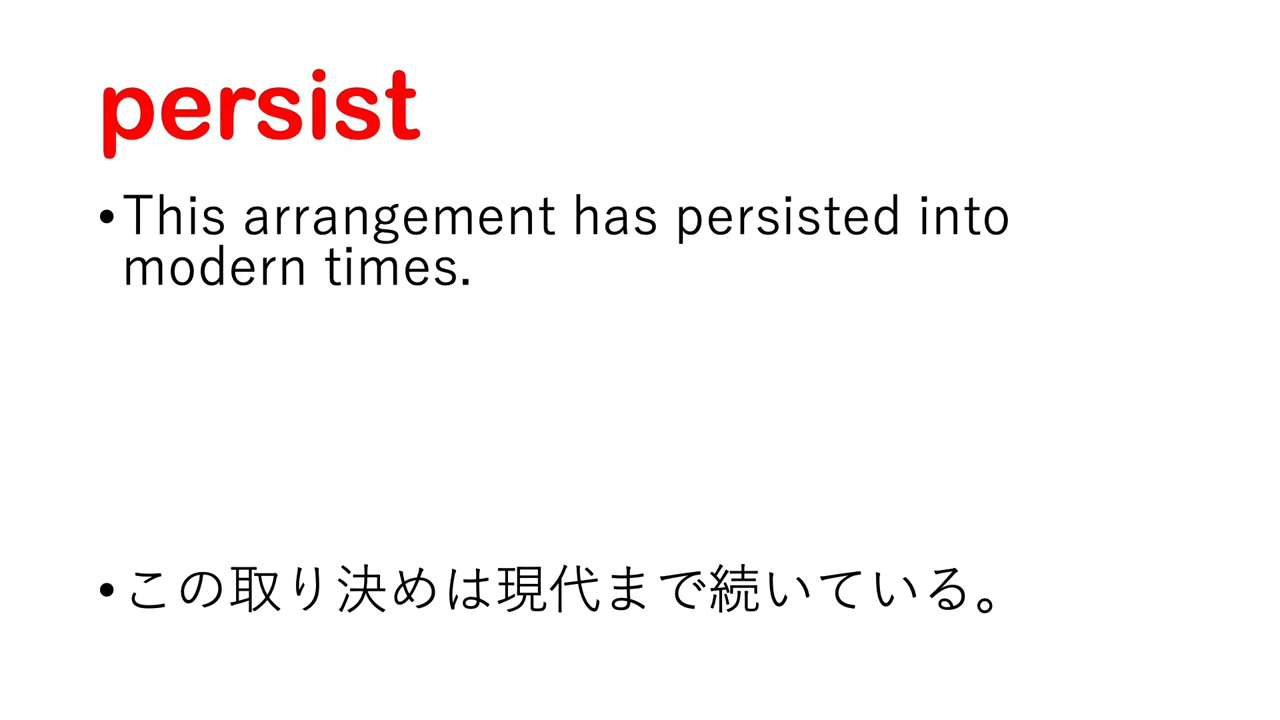 persist
•This arrangement has persisted into
modern times.
•この取り決めは現代まで続いている。